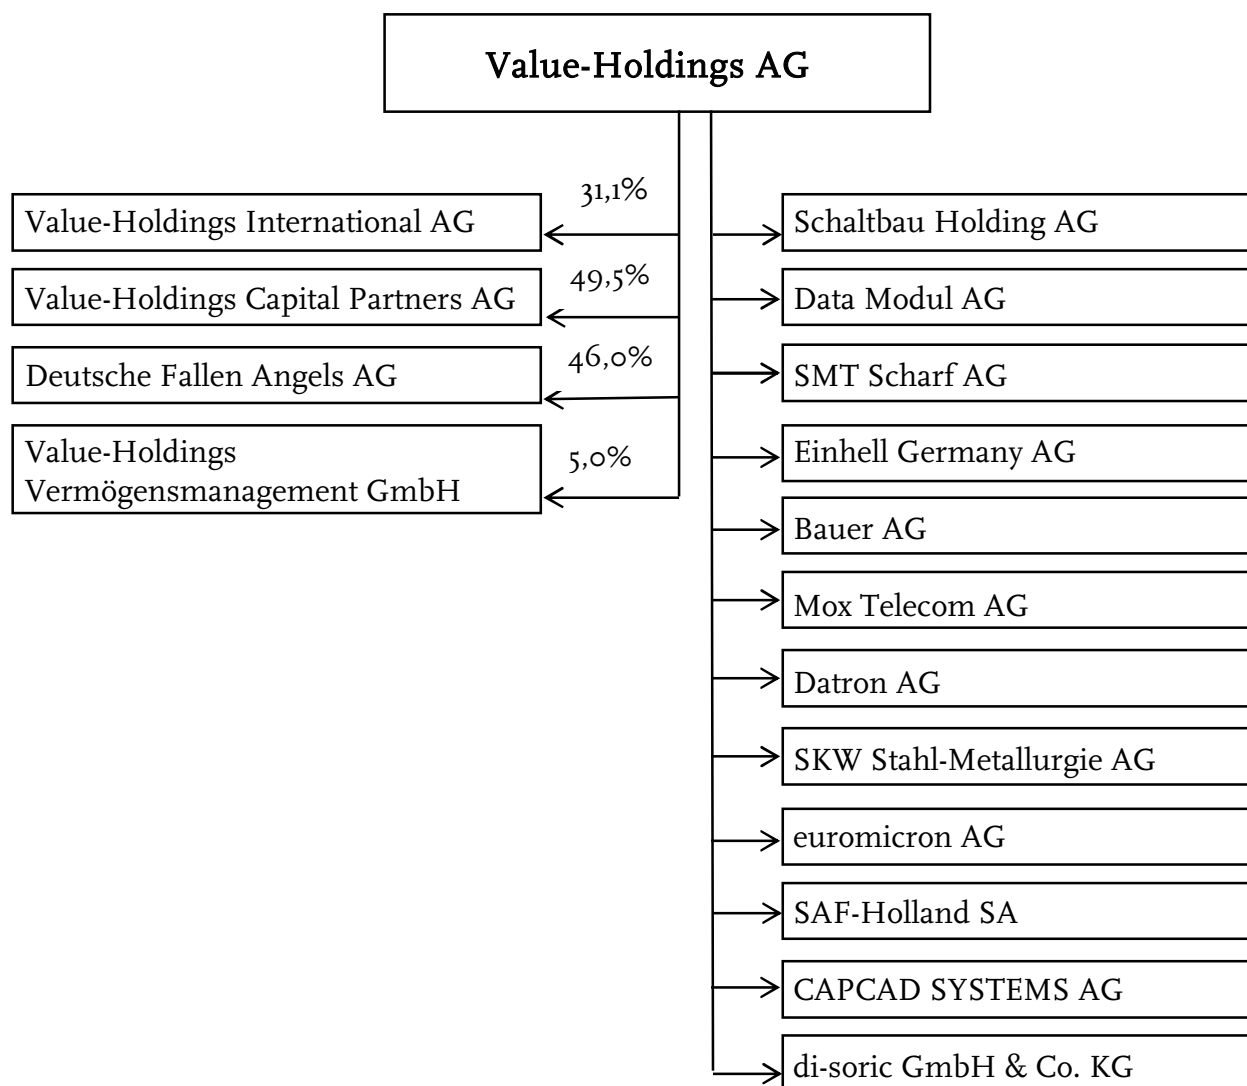 Value-Holdings AG
31,1%
Value-Holdings International AG
49,5%
Value-Holdings Capital Partners AG
46,0%
Deutsche Fallen Angels AG
5,0%
Value-Holdings
Vermögensmanagement GmbH
Schaltbau Holding AG
Data Modul AG
SMT Scharf AG
Einhell Germany AG
Bauer AG
Mox Telecom AG
Datron AG
SKW Stahl-Metallurgie AG
euromicron AG
SAF-Holland SA
CAPCAD SYSTEMS AG
di-soric GmbH & Co. KG